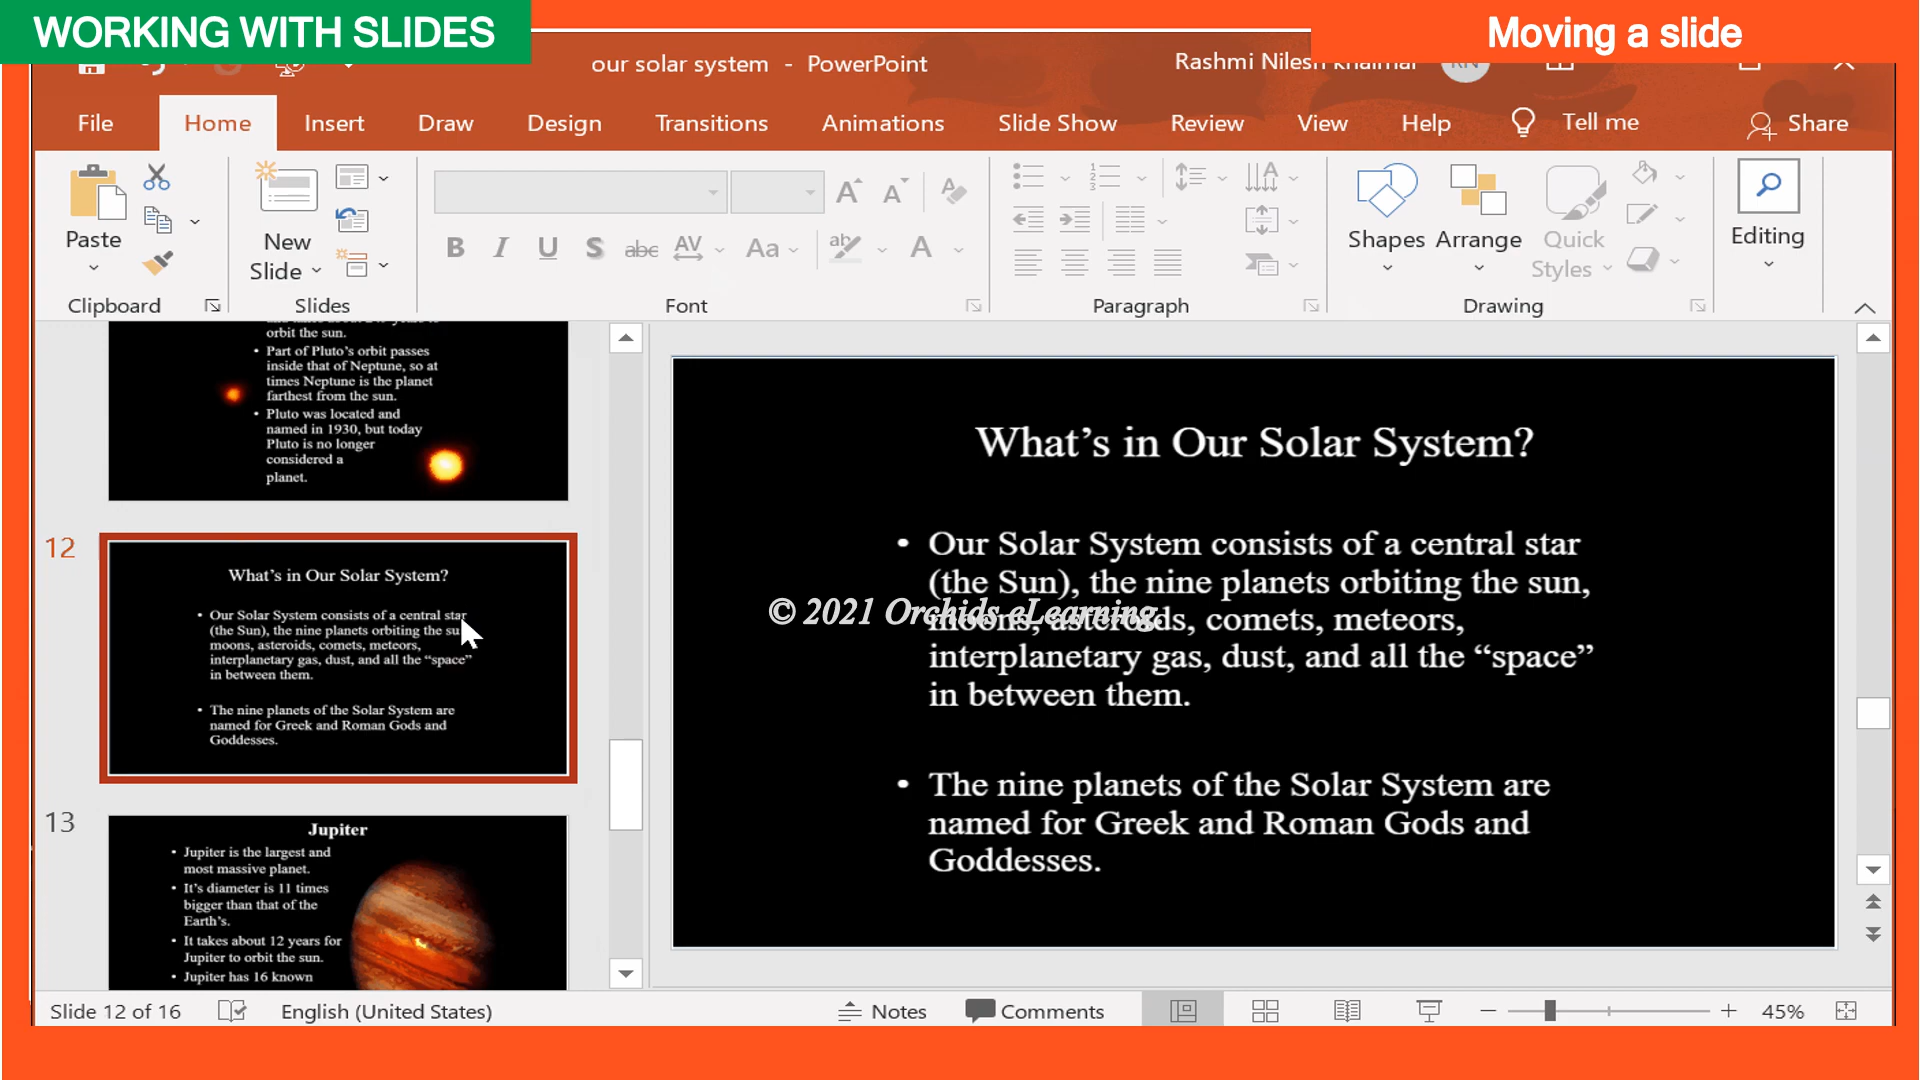 WORKING WITH SLIDES
Moving a slide
our solar system - PowerPoint
Rashmi Nilesh
RN
File Home Insert Draw Design Transitions Animations Slide Show Review View Help Tell me Share
Paste
New
Slide
Shapes Arrange Quick
Styles
Editing
Clipboard Slides Font Paragraph Drawing
B I U S abc AV Aa ab A
orbit the sun.
• Part of Pluto’s orbit passes
inside that of Neptune, so at
times Neptune is the planet
farthest from the sun.
• Pluto was located and
named in 1930, but today
Pluto is no longer
considered a
planet.
12
What’s in Our Solar System?
• Our Solar System consists of a central star
(the Sun), the nine planets orbiting the su
moons, asteroids, comets, meteors,
interplanetary gas, dust, and all the “space”
in between them.
• The nine planets of the Solar System are
named for Greek and Roman Gods and
Goddesses.
13
Jupiter
• Jupiter is the largest and
most massive planet.
• It’s diameter is 11 times
bigger than that of the
Earth’s.
• It takes about 12 years for
Jupiter to orbit the sun.
• Jupiter has 16 known
What’s in Our Solar System?
• Our Solar System consists of a central star
(the Sun), the nine planets orbiting the sun,
© 2021 Orchids eLearning.
moons, asteroids, comets, meteors,
interplanetary gas, dust, and all the “space”
in between them.
• The nine planets of the Solar System are
named for Greek and Roman Gods and
Goddesses.
Slide 12 of 16 English (United States) Notes Comments 45%